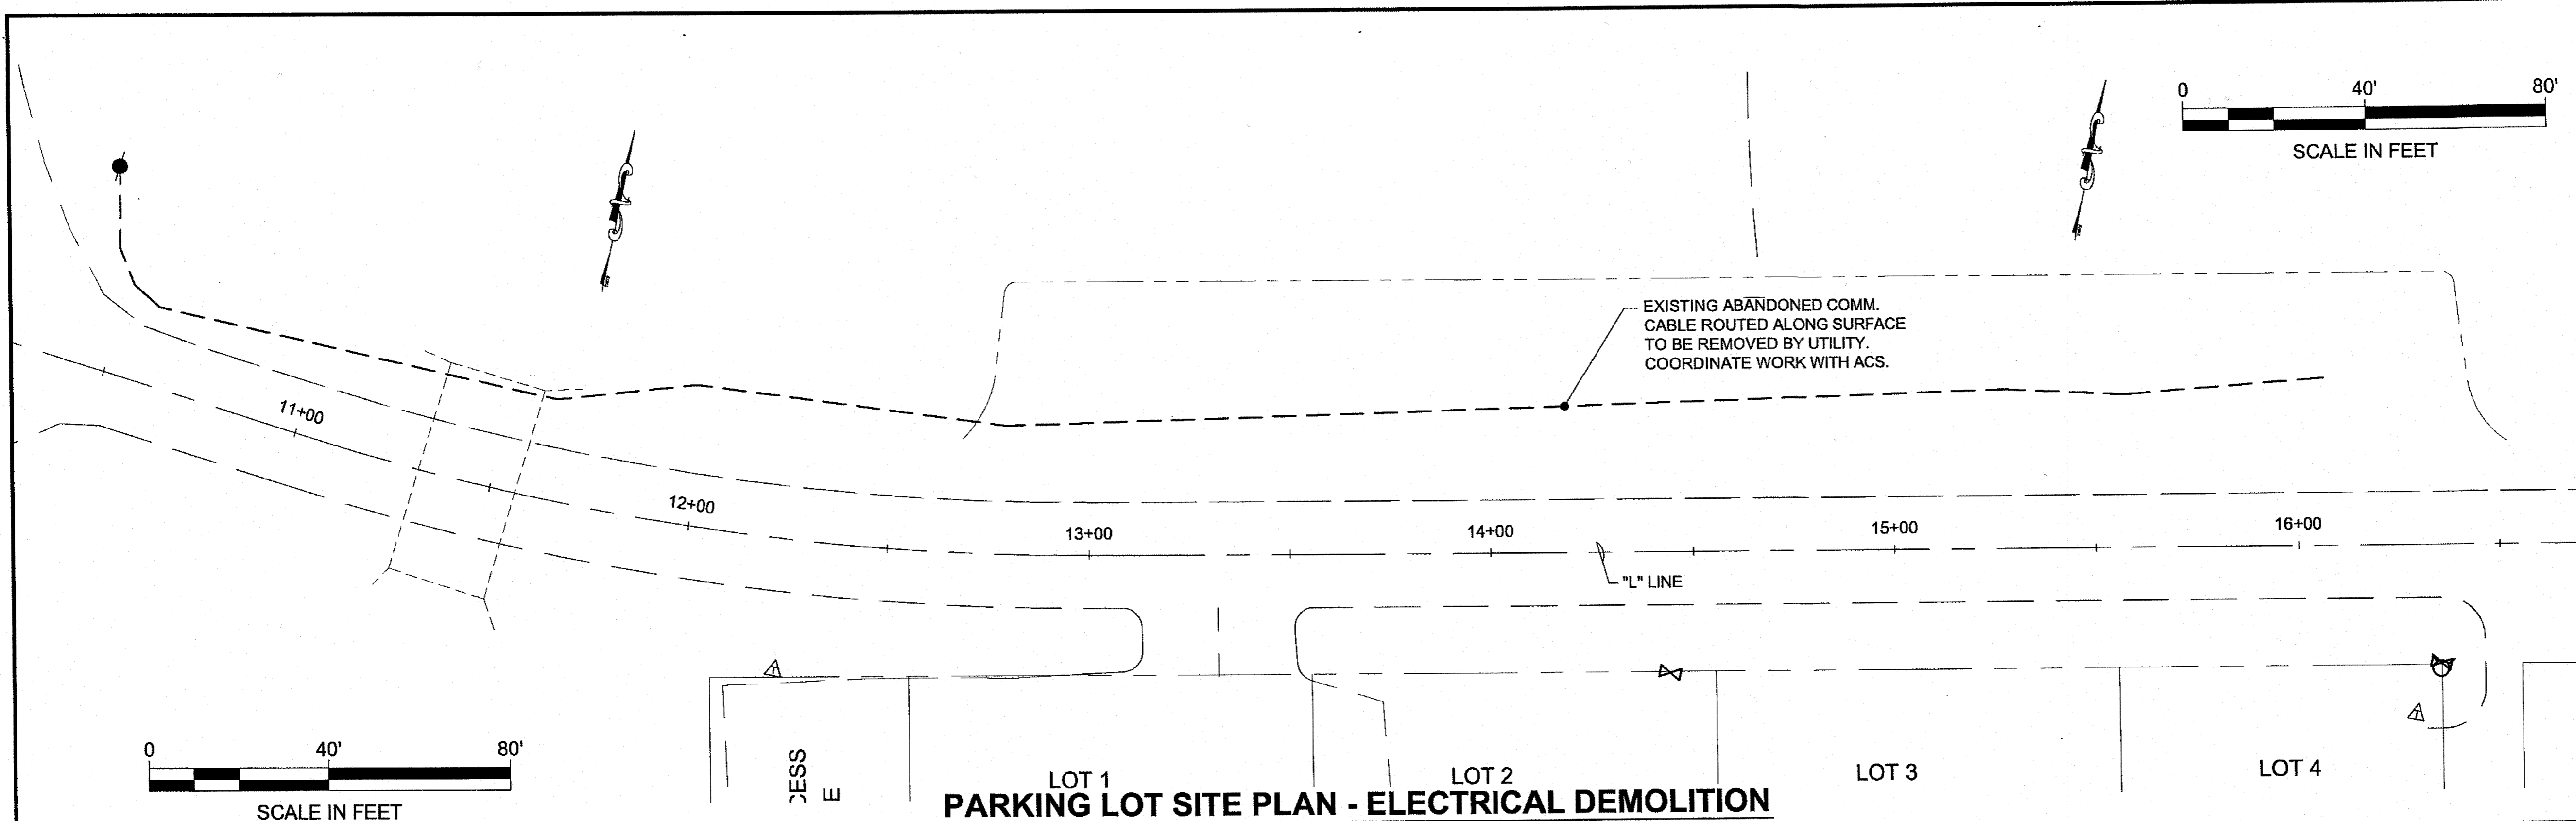 0 40' 80'
SCALE IN FEET
EXISTING ABANDONED COMM.
CABLE ROUTED ALONG SURFACE
TO BE REMOVED BY UTILITY.
COORDINATE WORK WITH ACS.
11+00
12+00
13+00
14+00
15+00
16+00
"L" LINE
T
T
0 40' 80'
SCALE IN FEET
LOT 1
LOT 2
LOT 3
LOT 4
PARKING LOT SITE PLAN - ELECTRICAL DEMOLITION